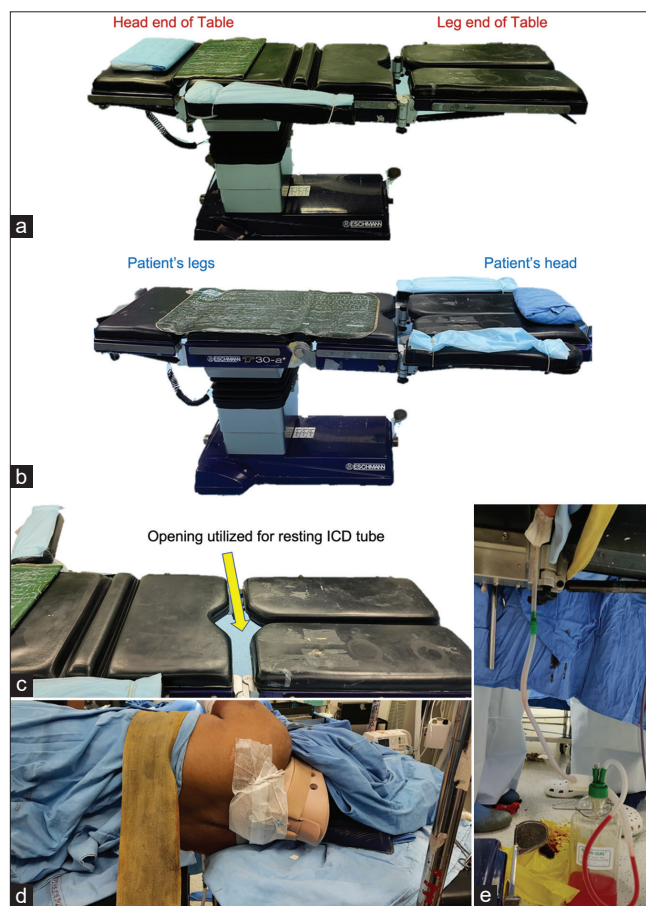 Head end of Table
Leg end of Table
ESCHMANN
a
Patient's legs
Patient's head
ESCHMANN T30-a+
ESCHMANN
b
Opening utilized for resting ICD tube
c
d
e